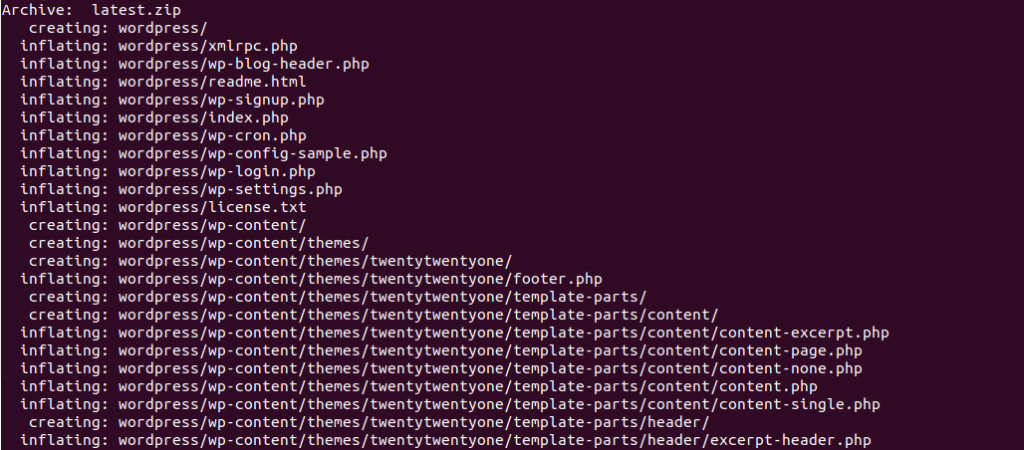 Archive:  latest.zip
   creating: wordpress/
  inflating: wordpress/xmlrpc.php
  inflating: wordpress/wp-blog-header.php
  inflating: wordpress/readme.html
  inflating: wordpress/wp-signup.php
  inflating: wordpress/index.php
  inflating: wordpress/wp-cron.php
  inflating: wordpress/wp-config-sample.php
  inflating: wordpress/wp-login.php
  inflating: wordpress/wp-settings.php
  inflating: wordpress/license.txt
   creating: wordpress/wp-content/
   creating: wordpress/wp-content/themes/
   creating: wordpress/wp-content/themes/twentytwentyone/
  inflating: wordpress/wp-content/themes/twentytwentyone/footer.php
   creating: wordpress/wp-content/themes/twentytwentyone/template-parts/
   creating: wordpress/wp-content/themes/twentytwentyone/template-parts/content/
  inflating: wordpress/wp-content/themes/twentytwentyone/template-parts/content/content-excerpt.php
  inflating: wordpress/wp-content/themes/twentytwentyone/template-parts/content/content-page.php
  inflating: wordpress/wp-content/themes/twentytwentyone/template-parts/content/content-none.php
  inflating: wordpress/wp-content/themes/twentytwentyone/template-parts/content/content.php
  inflating: wordpress/wp-content/themes/twentytwentyone/template-parts/content/content-single.php
   creating: wordpress/wp-content/themes/twentytwentyone/template-parts/header/
  inflating: wordpress/wp-content/themes/twentytwentyone/template-parts/header/excerpt-header.php